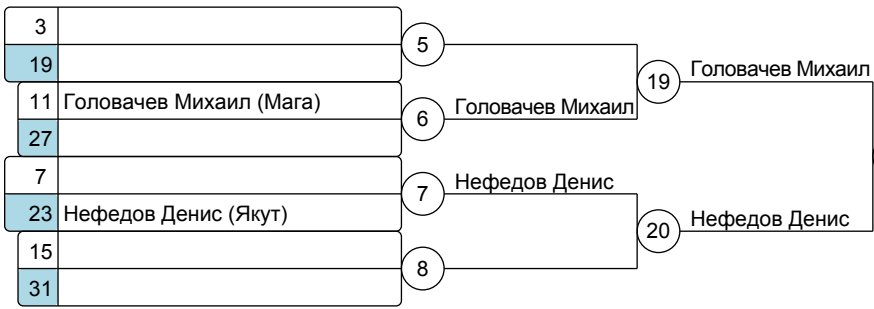 3
5
19
19 Головачев Михаил
11 Головачев Михаил (Мага)
6 Головачев Михаил
27
7
7 Нефедов Денис
23 Нефедов Денис (Якут)
20 Нефедов Денис
15
8
31